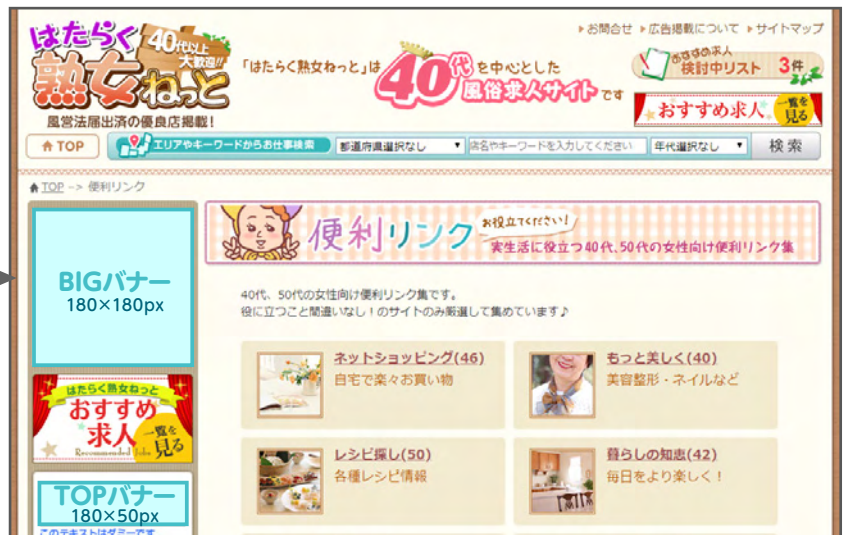 お問合せ 広告掲載について サイトマップ
はたらく
熟女ねっと
40代以上
大歓迎!!
風営法届出済の優良店掲載!
「はたらく熟女ねっと」は
40代を中心とした
風俗求人サイトです
おすすめ求人
検討中リスト 3件
おすすめ求人 一覧を見る
TOP
エリアやキーワードからお仕事検索
都道府県選択なし
店名やキーワードを入力してください
年代選択なし
検索
TOP -> 便利リンク
BIGバナー
180×180px
はたらく熟女ねっと
おすすめ
求人
一覧を見る
Recommended Jobs
TOPバナー
180×50px
このテキストはダミーです
便利リンク
お役立てください!
実生活に役立つ40代、50代の女性向け便利リンク集
40代、50代の女性向け便利リンク集です。
役に立つこと間違いなし!のサイトのみ厳選して集めています♪
ネットショッピング(46)
自宅で楽々お買い物
もっと美しく(40)
美容整形・ネイルなど
レシピ探し(50)
各種レシピ情報
暮らしの知恵(42)
毎日をより楽しく!